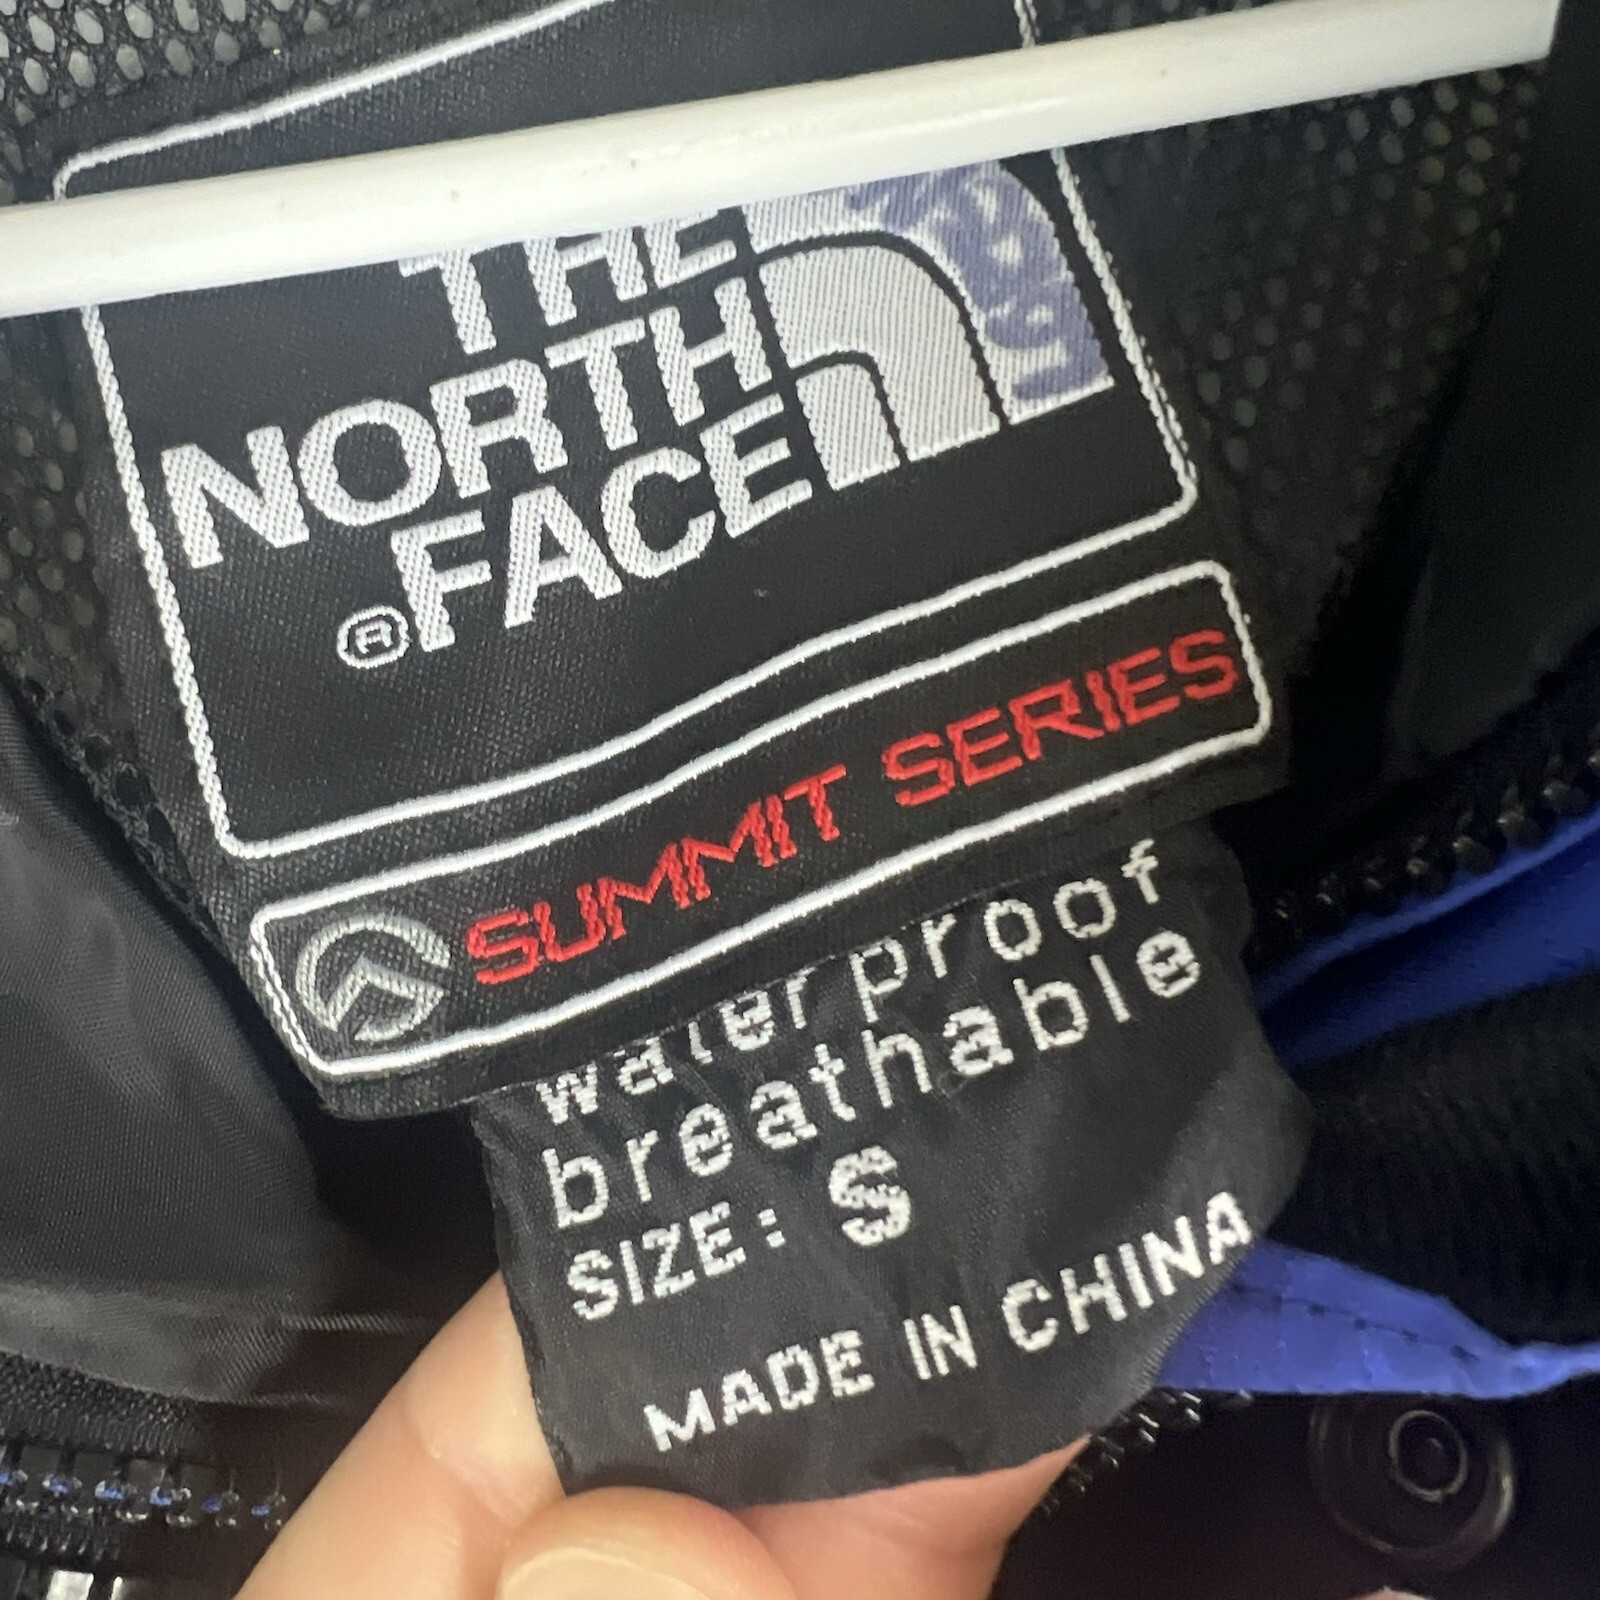 THE
NORTH
FACE
®
SUMMIT SERIES
waterproof
breathable
SIZE: S
MADE IN CHINA